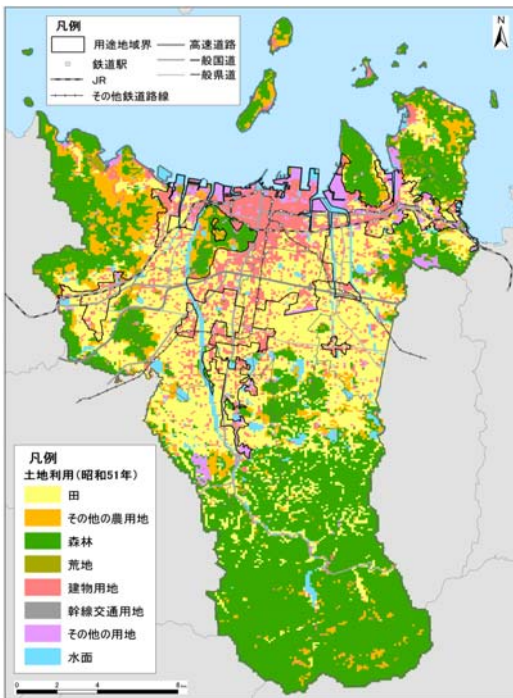 凡例
用途地域界
高速道路
鉄道駅
一般国道
JR
一般県道
その他鉄道路線
N
凡例
土地利用(昭和51年)
田
その他の農用地
森林
荒地
建物用地
幹線交通用地
その他の用地
水面
0 2 4 8